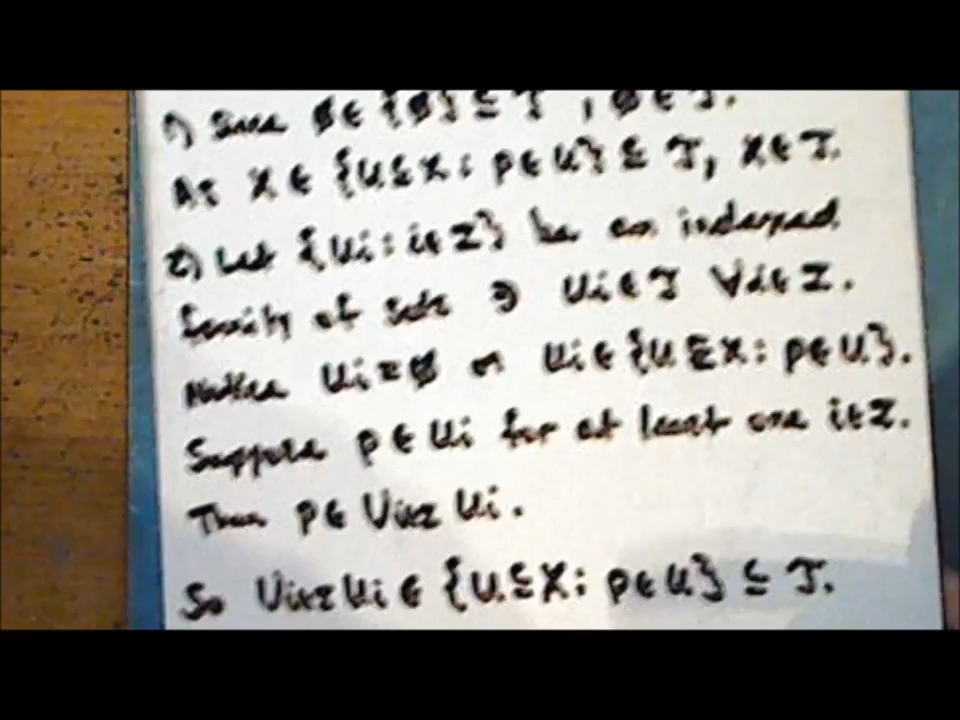 1) Since ∅ ∈ {∅} ⊆ T, ∅ ∈ T.
As X ∈ {U ⊆ X : p ∈ U} ⊆ T, X ∈ T.
2) Let {Ui : i ∈ I} be an indexed
family of sets ∋ Ui ∈ T ∀i ∈ I.
Notice Ui = ∅ or Ui ∈ {U ⊆ X : p ∈ U}.
Suppose p ∈ Ui for at least one i ∈ I.
Then p ∈ ∪i∈I Ui.
So ∪i∈I Ui ∈ {U ⊆ X : p ∈ U} ⊆ T.